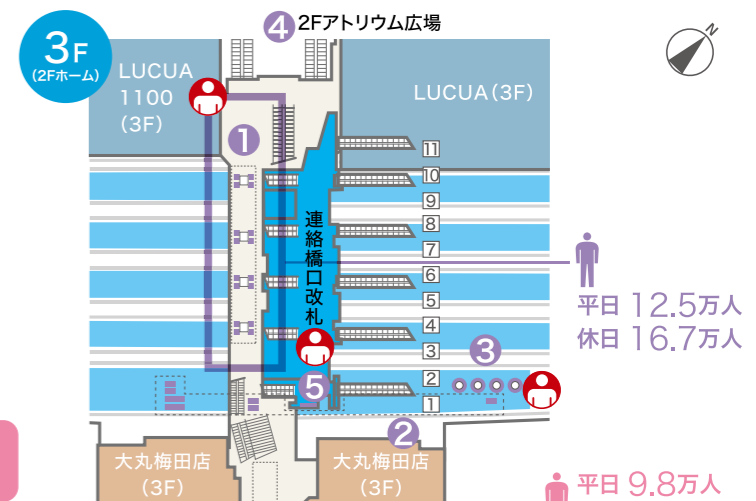 3F
(2Fホーム)
4 2Fアトリウム広場
N
LUCUA
1100
(3F)
LUCUA(3F)
1
11
10
9
8
7
6
5
4
3
2
1
連絡橋口改札
平日 12.5万人
休日 16.7万人
3
5
2
大丸梅田店
(3F)
大丸梅田店
(3F)
平日 9.8万人